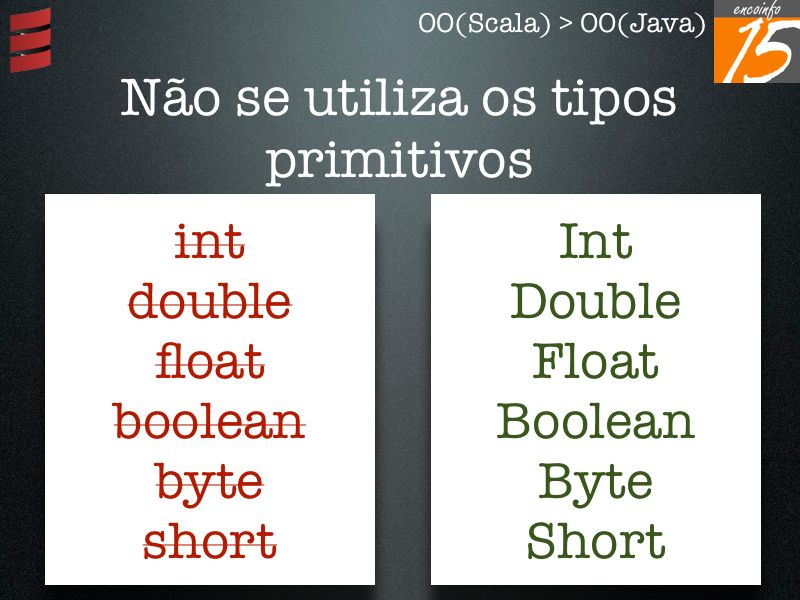 OO(Scala) > OO(Java)
encoinfo
15
Não se utiliza os tipos
primitivos
int
double
float
boolean
byte
short
Int
Double
Float
Boolean
Byte
Short